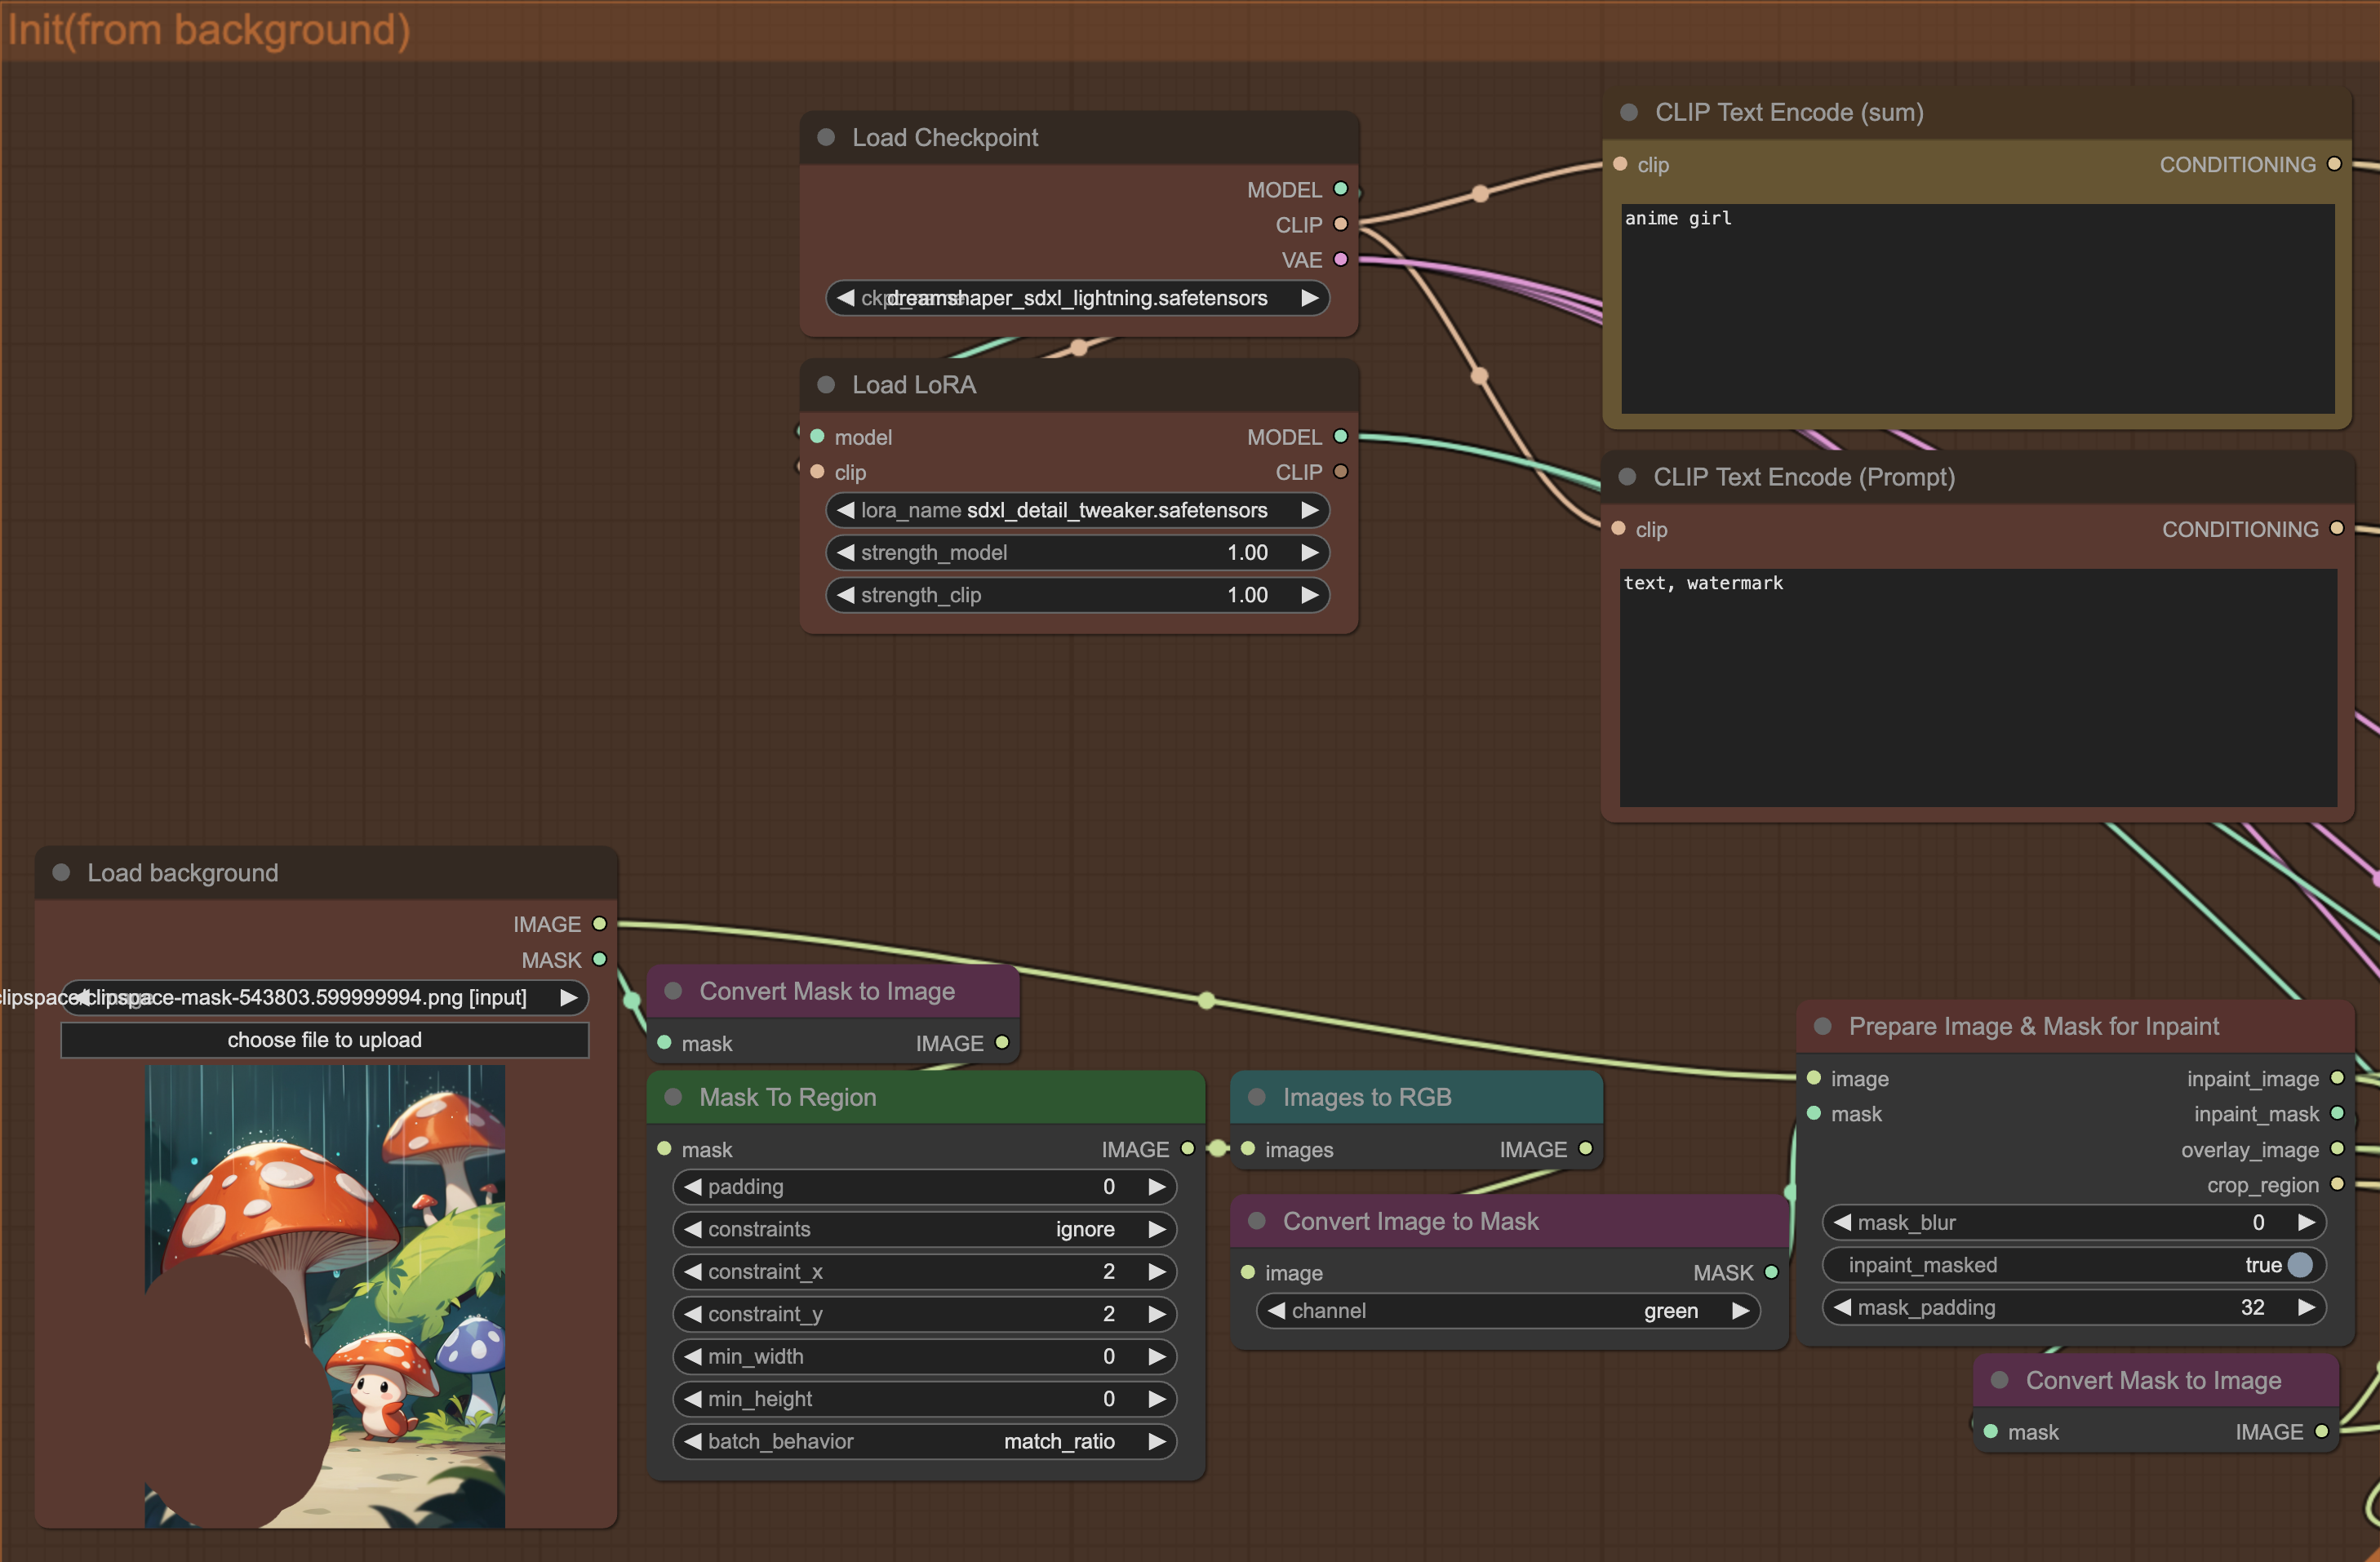 Init(from background)
Load Checkpoint
MODEL
CLIP
VAE
dreamshaper_sdxl_lightning.safetensors
Load LoRA
model MODEL
clip CLIP
lora_name sdxl_detail_tweaker.safetensors
strength_model 1.00
strength_clip 1.00
CLIP Text Encode (sum)
clip CONDITIONING
anime girl
CLIP Text Encode (Prompt)
clip CONDITIONING
text, watermark
Load background
IMAGE
MASK
clipspace-mask-543803.599999994.png [input]
choose file to upload
Convert Mask to Image
mask IMAGE
Mask To Region
mask IMAGE
padding 0
constraints ignore
constraint_x 2
constraint_y 2
min_width 0
min_height 0
batch_behavior match_ratio
Images to RGB
images IMAGE
Convert Image to Mask
image MASK
channel green
Prepare Image & Mask for Inpaint
image inpaint_image
mask inpaint_mask
overlay_image
crop_region
mask_blur 0
inpaint_masked true
mask_padding 32
Convert Mask to Image
mask IMAGE